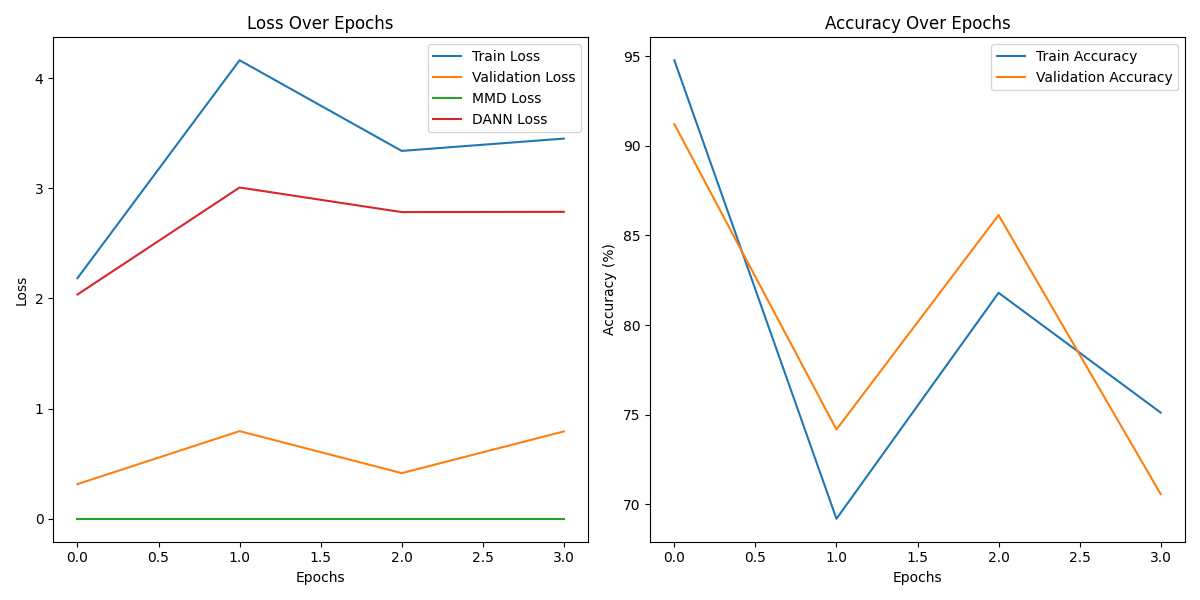 Loss Over Epochs
Train Loss
Validation Loss
MMD Loss
DANN Loss
4
3
2
1
0
Loss
0.0 0.5 1.0 1.5 2.0 2.5 3.0
Epochs
Accuracy Over Epochs
Train Accuracy
Validation Accuracy
95
90
85
80
75
70
Accuracy (%)
0.0 0.5 1.0 1.5 2.0 2.5 3.0
Epochs